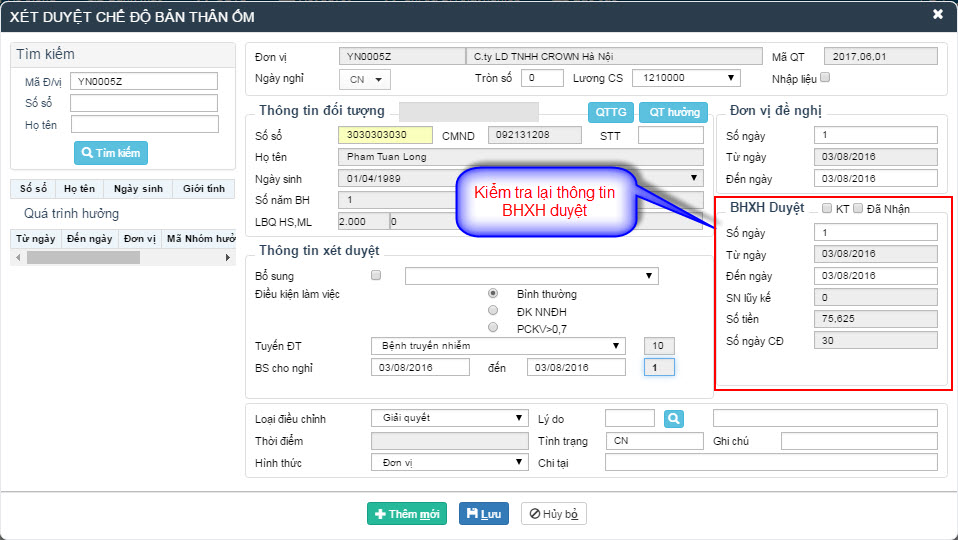 XÉT DUYỆT CHẾ ĐỘ BẢN THÂN ỐM
Tìm kiếm
Mã Đ/vị YN0005Z
Số sổ
Họ tên
Tìm kiếm
Số sổ Họ tên Ngày sinh Giới tính
Quá trình hưởng
Từ ngày Đến ngày Đơn vị Mã Nhóm hưở
Đơn vị YN0005Z C.ty LD TNHH CROWN Hà Nội Mã QT 2017,06,01
Ngày nghỉ CN Tròn số 0 Lương CS 1210000 Nhập liệu
Thông tin đối tượng QTTG QT hưởng
Số sổ 3030303030 CMND 092131208 STT
Họ tên Pham Tuan Long
Ngày sinh 01/04/1989
Số năm BH 1
LBQ HS,ML 2.000 0
Đơn vị đề nghị
Số ngày 1
Từ ngày 03/08/2016
Đến ngày 03/08/2016
Kiểm tra lại thông tin
BHXH duyệt
BHXH Duyệt KT Đã Nhận
Số ngày 1
Từ ngày 03/08/2016
Đến ngày 03/08/2016
SN lũy kế 0
Số tiền 75,625
Số ngày CĐ 30
Thông tin xét duyệt
Bổ sung
Điều kiện làm việc Bình thường
ĐK NNĐH
PCKV>0,7
Tuyến ĐT Bệnh truyền nhiễm 10
BS cho nghỉ 03/08/2016 đến 03/08/2016 1
Loại điều chỉnh Giải quyết Lý do
Thời điểm Tình trạng CN Ghi chú
Hình thức Đơn vị Chi tại
Thêm mới Lưu Hủy bỏ